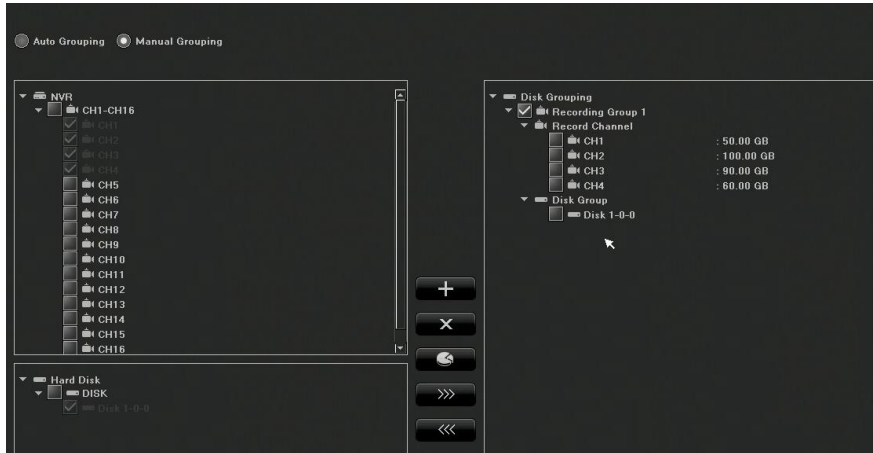 Auto Grouping Manual Grouping
NVR
CH1-CH16
CH1
CH2
CH3
CH4
CH5
CH6
CH7
CH8
CH9
CH10
CH11
CH12
CH13
CH14
CH15
CH16
Hard Disk
DISK
Disk 1-0-0
Disk Grouping
Recording Group 1
Record Channel
CH1 : 50.00 GB
CH2 : 100.00 GB
CH3 : 90.00 GB
CH4 : 60.00 GB
Disk Group
Disk 1-0-0